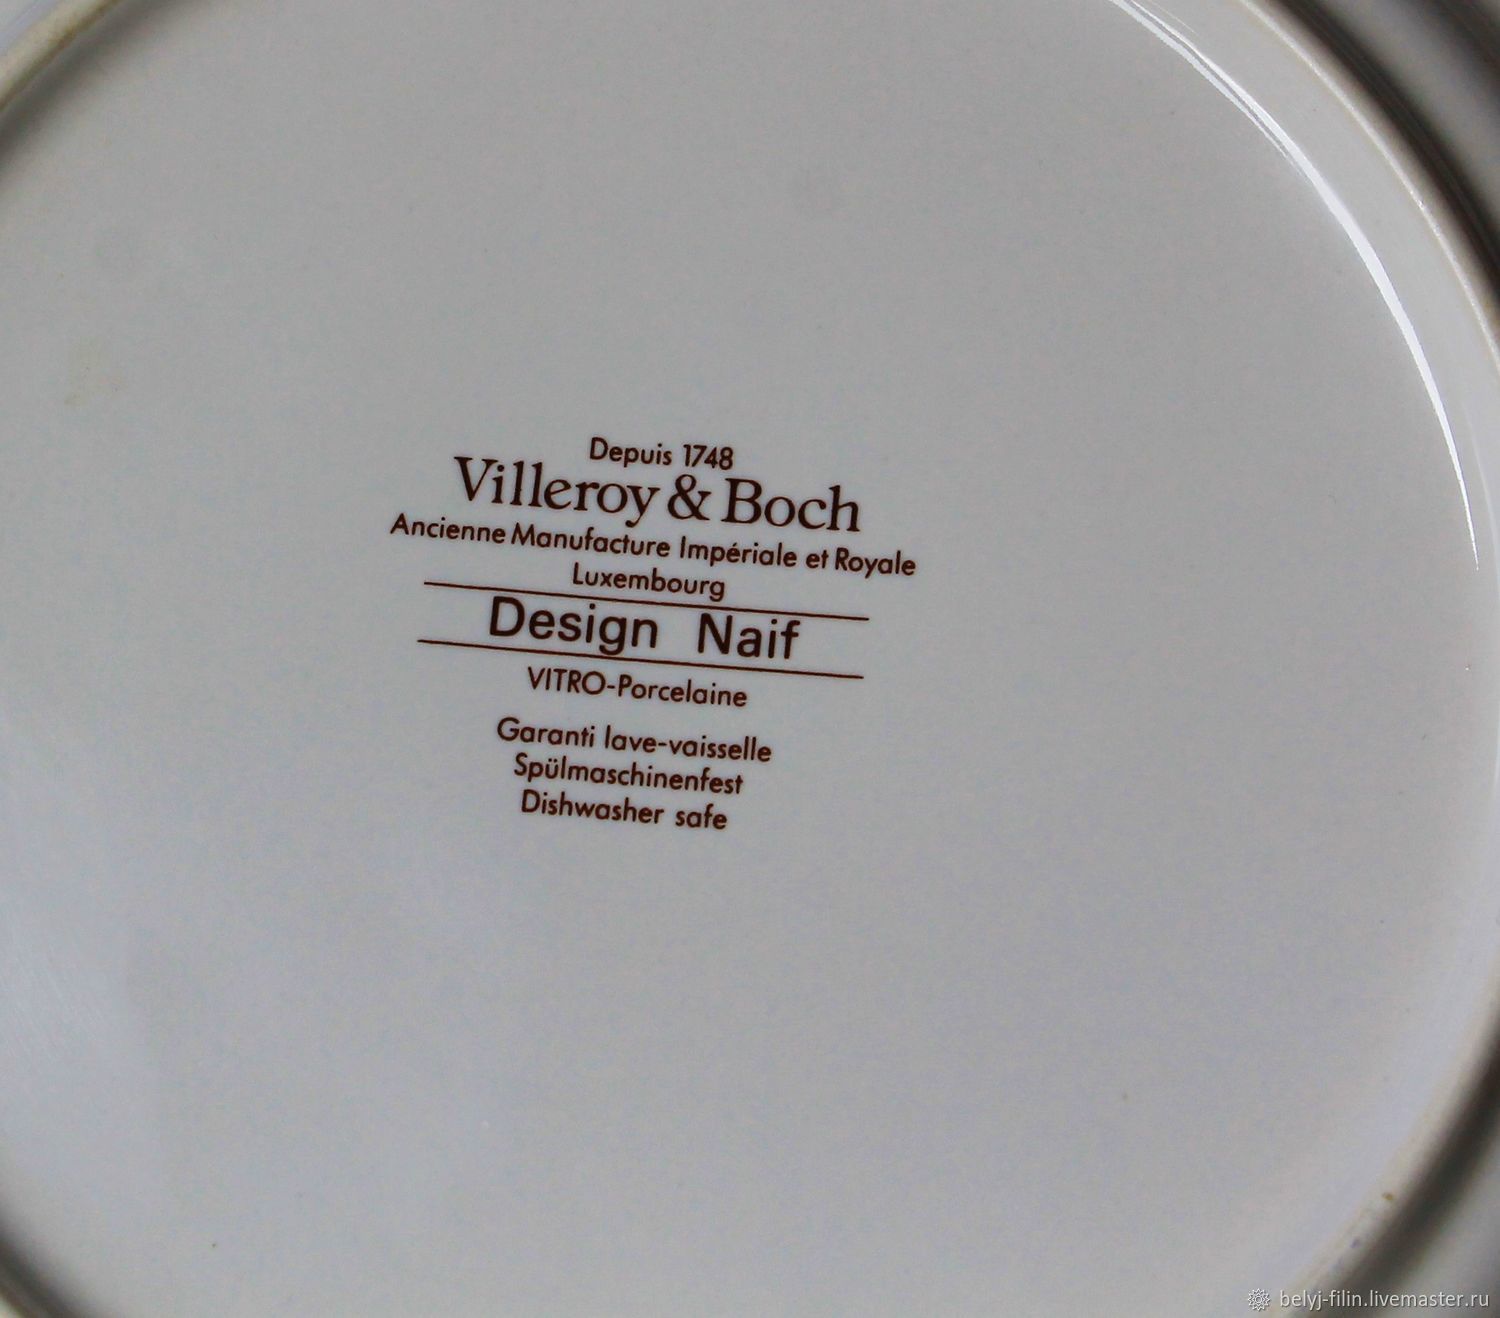 Depuis 1748
Villeroy & Boch
Ancienne Manufacture Impériale et Royale
Luxembourg
Design Naif
VITRO-Porcelaine
Garanti lave-vaisselle
Spülmaschinenfest
Dishwasher safe
belyj-filin.livemaster.ru